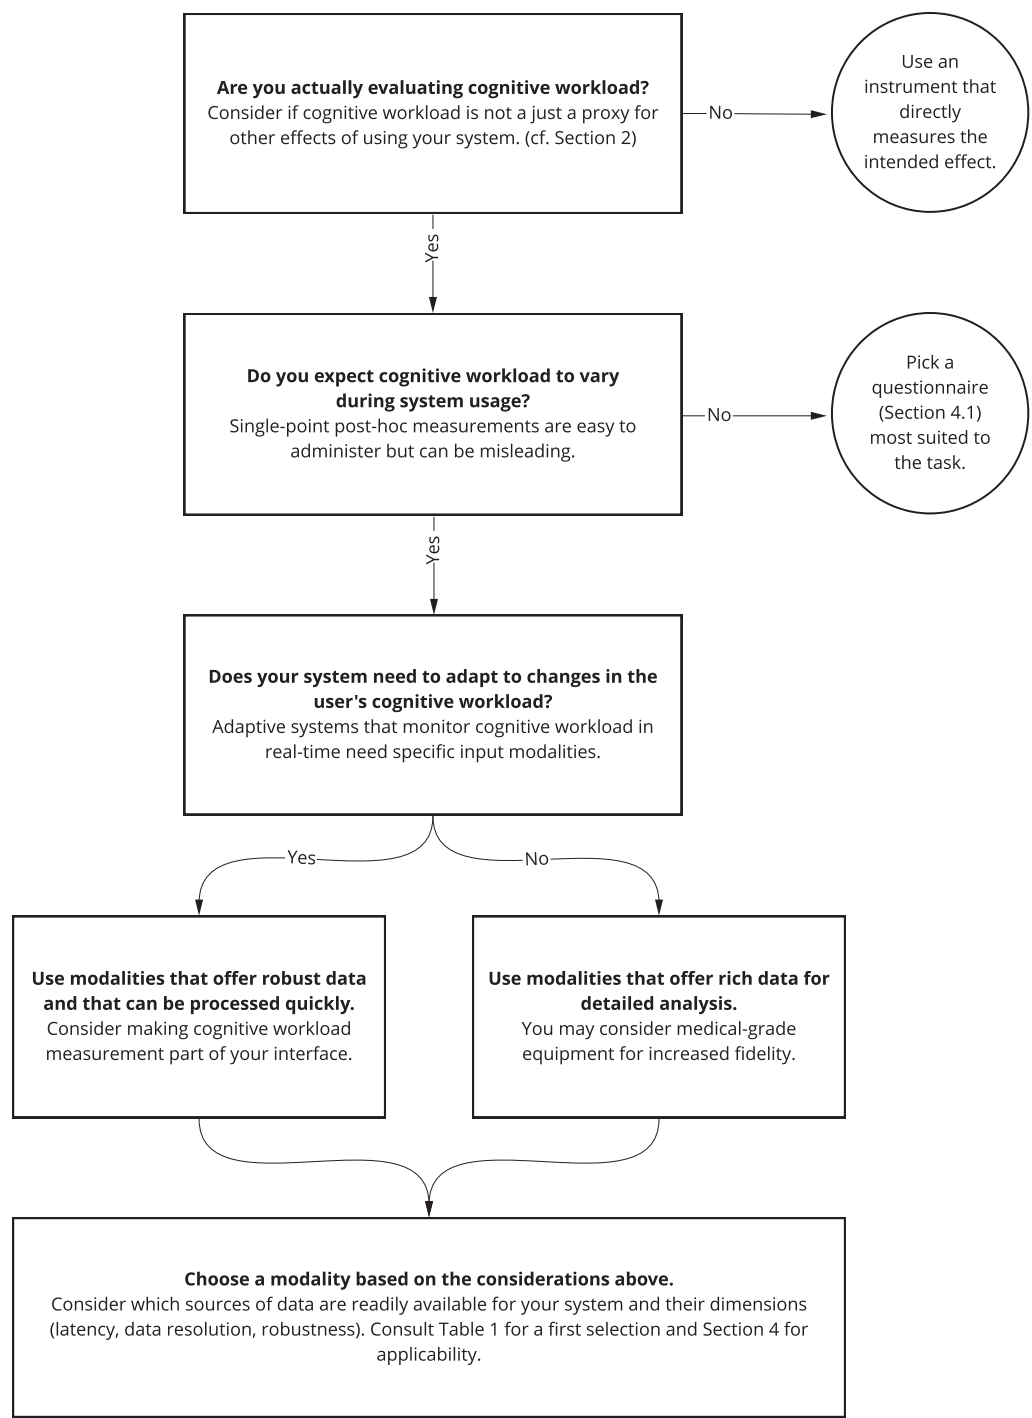 Are you actually evaluating cognitive workload?
Consider if cognitive workload is not a just a proxy for
other effects of using your system. (cf. Section 2)
No
Use an
instrument that
directly
measures the
intended effect.
Yes
Do you expect cognitive workload to vary
during system usage?
Single-point post-hoc measurements are easy to
administer but can be misleading.
No
Pick a
questionnaire
(Section 4.1)
most suited to
the task.
Yes
Does your system need to adapt to changes in the
user's cognitive workload?
Adaptive systems that monitor cognitive workload in
real-time need specific input modalities.
Yes
No
Use modalities that offer robust data
and that can be processed quickly.
Consider making cognitive workload
measurement part of your interface.
Use modalities that offer rich data for
detailed analysis.
You may consider medical-grade
equipment for increased fidelity.
Choose a modality based on the considerations above.
Consider which sources of data are readily available for your system and their dimensions
(latency, data resolution, robustness). Consult Table 1 for a first selection and Section 4 for
applicability.